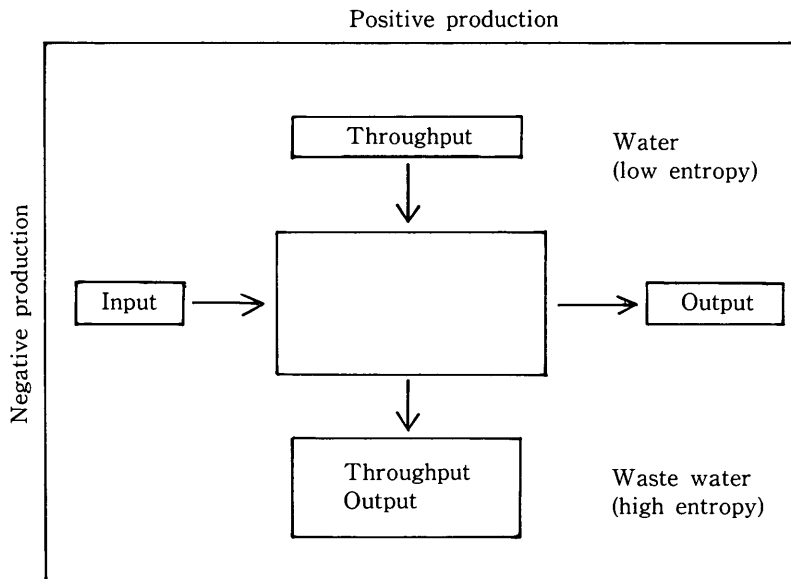 Positive production
Throughput
Water
(low entropy)
Negative production
Input
Output
Throughput
Output
Waste water
(high entropy)